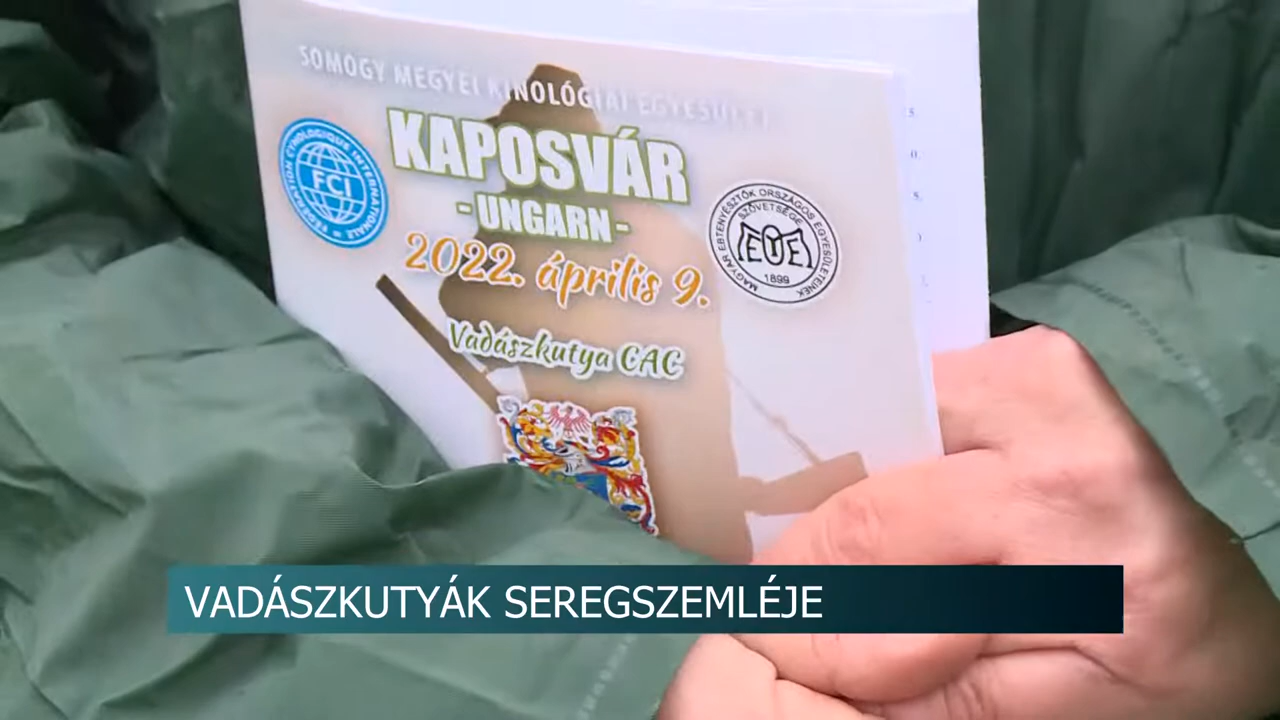 SOMOGY MEGYEI KINOLÓGIAI EGYESÜLET
KAPOSVÁR
- UNGARN -
2022. április 9.
Vadászkutya CAC
FEDERATION CYNOLOGIQUE INTERNATIONALE
FCI
MAGYAR EBTENYÉSZTŐK ORSZÁGOS EGYESÜLETEINEK
SZÖVETSÉGE
MEOE
1899
VADÁSZKUTYÁK SEREGSZEMLÉJE